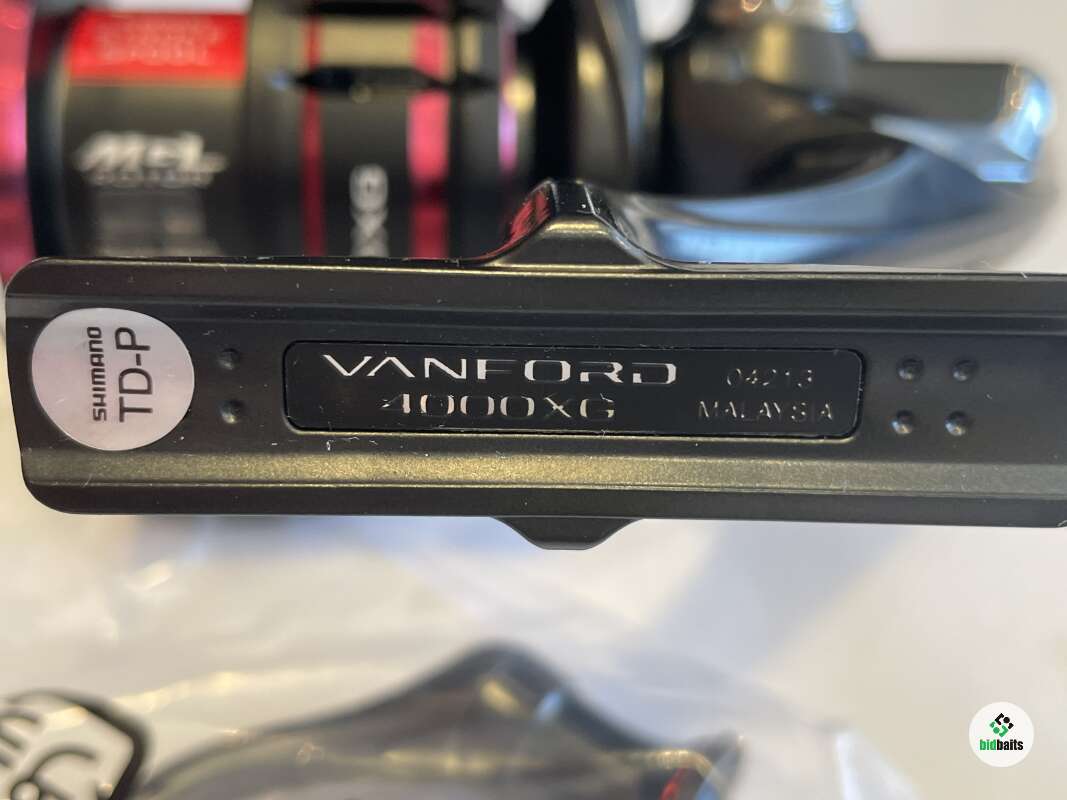 MGL
XG
SHIMANO
TD-P
VANFORD
4000XG
04213
MALAYSIA
bidbaits